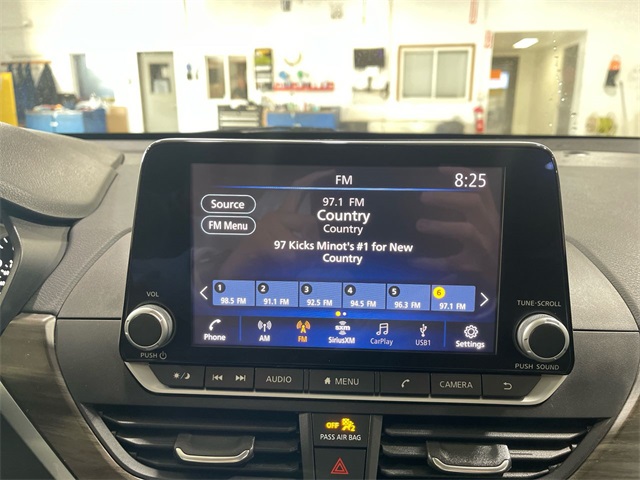 FM 8:25
Source
97.1 FM
Country
FM Menu
Country
97 Kicks Minot's #1 for New
Country
1 2 3 4 5 6
98.5 FM 91.1 FM 92.5 FM 94.5 FM 96.3 FM 97.1 FM
Phone AM FM sxm SiriusXM CarPlay USB1 Settings
VOL
TUNE·SCROLL
PUSH
PUSH SOUND
AUDIO MENU CAMERA
OFF
PASS AIR BAG